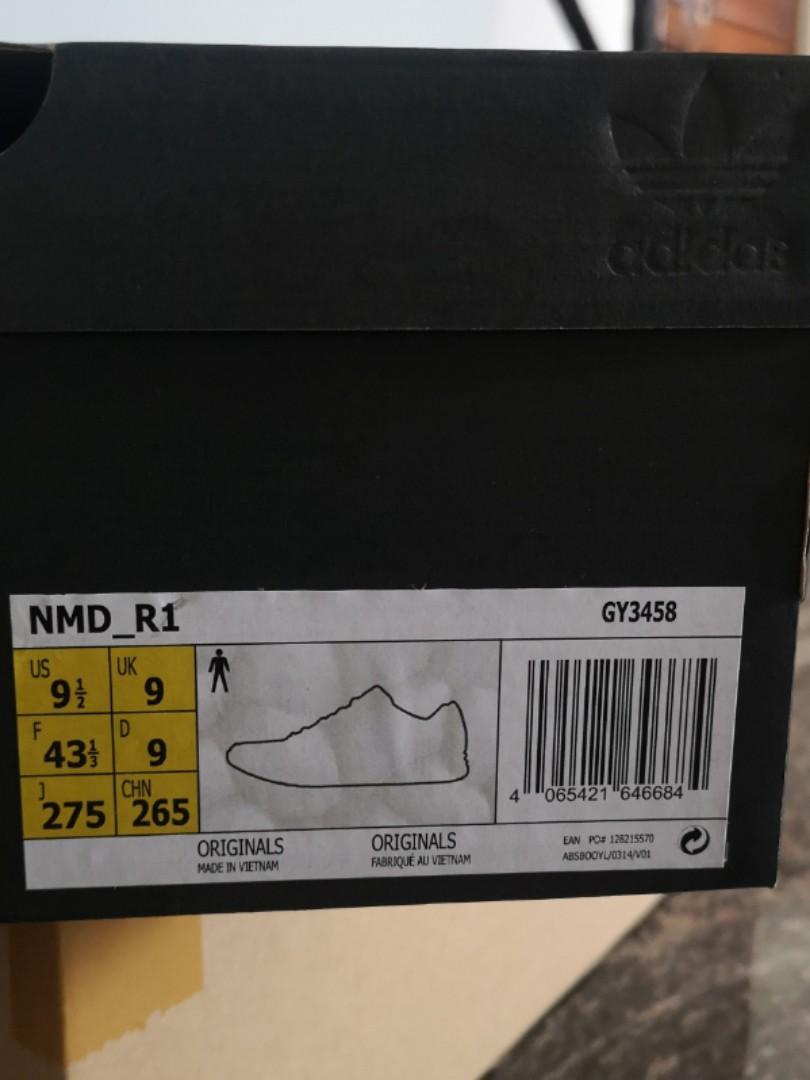 adidas
NMD_R1 GY3458
US 9½ UK 9
F 43⅓ D 9
J 275 CHN 265
4 065421 646684
ORIGINALS ORIGINALS
MADE IN VIETNAM FABRIQUÉ AU VIETNAM
EAN PO# 126215570
ABSBOOYL/0314/V01